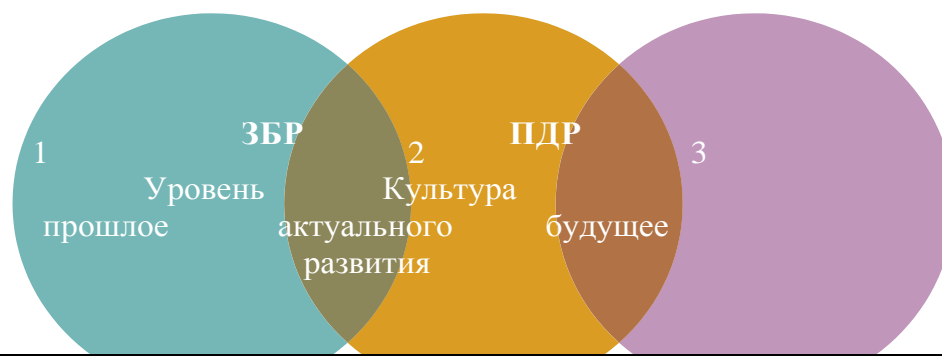 ЗБР ПДР
1 2 3
Уровень Культура
прошлое актуального будущее
развития